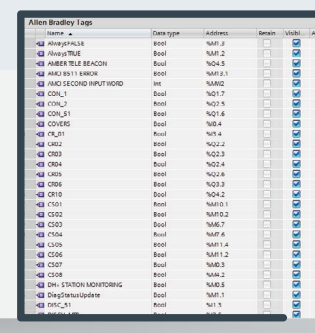 Allen Bradley Tags
Name Data type Address Retain Visibl A
AlwaysFALSE Bool %M1.3
AlwaysTRUE Bool %M1.2
AMBER TELE BEACON Bool %Q4.5
AMCI 8511 ERROR Bool %M13.1
AMCI SECOND INPUT WORD Int %MW2
CON_1 Bool %Q1.7
CON_2 Bool %Q2.5
CON_S1 Bool %Q1.6
COVERS Bool %I0.4
CR_01 Bool %I5.4
CR02 Bool %Q2.2
CR03 Bool %Q2.3
CR04 Bool %Q2.4
CR05 Bool %Q2.6
CR06 Bool %Q3.3
CR10 Bool %Q4.2
CS01 Bool %M10.1
CS02 Bool %M10.2
CS03 Bool %M6.7
CS04 Bool %M7.6
CS05 Bool %M11.4
CS06 Bool %M11.2
CS07 Bool %M0.3
CS08 Bool %M4.2
DH+ STATION MONITORING Bool %M0.5
DiagStatusUpdate Bool %M1.1
DISC_S1 Bool %I1.3